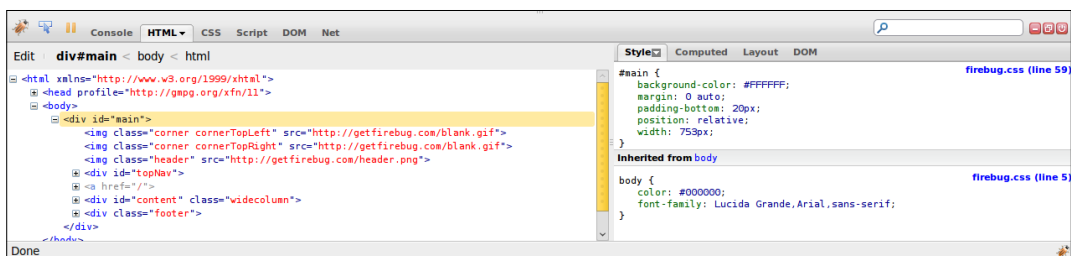 Console HTML CSS Script DOM Net
Edit div#main < body < html
<html xmlns="http://www.w3.org/1999/xhtml">
<head profile="http://gmpg.org/xfn/11">
<body>
<div id="main">
<img class="corner cornerTopLeft" src="http://getfirebug.com/blank.gif">
<img class="corner cornerTopRight" src="http://getfirebug.com/blank.gif">
<img class="header" src="http://getfirebug.com/header.png">
<div id="topNav">
<a href="/">
<div id="content" class="widecolumn">
<div class="footer">
</div>
</body>
Done
Style Computed Layout DOM
#main { firebug.css (line 59)
background-color: #FFFFFF;
margin: 0 auto;
padding-bottom: 20px;
position: relative;
width: 753px;
}
Inherited from body
body { firebug.css (line 5)
color: #000000;
font-family: Lucida Grande,Arial,sans-serif;
}